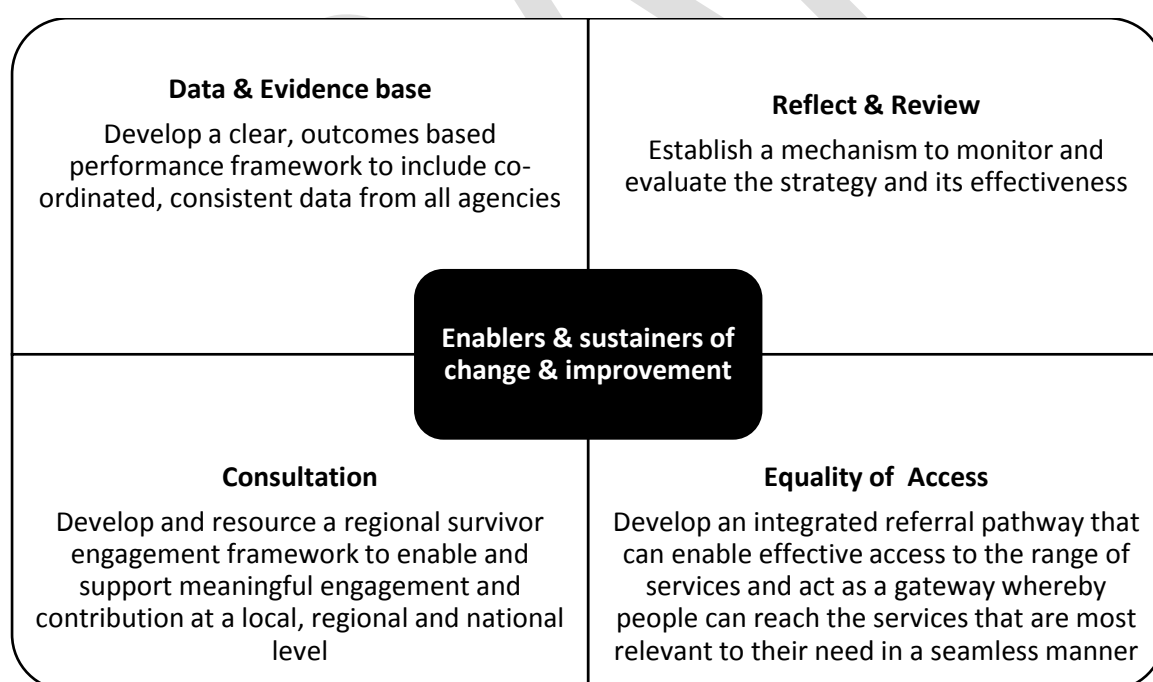 Data & Evidence base
Develop a clear, outcomes based
performance framework to include co-
ordinated, consistent data from all agencies
Reflect & Review
Establish a mechanism to monitor and
evaluate the strategy and its effectiveness
Enablers & sustainers of
change & improvement
Consultation
Develop and resource a regional survivor
engagement framework to enable and
support meaningful engagement and
contribution at a local, regional and national
level
Equality of  Access
Develop an integrated referral pathway that
can enable effective access to the range of
services and act as a gateway whereby
people can reach the services that are most
relevant to their need in a seamless manner